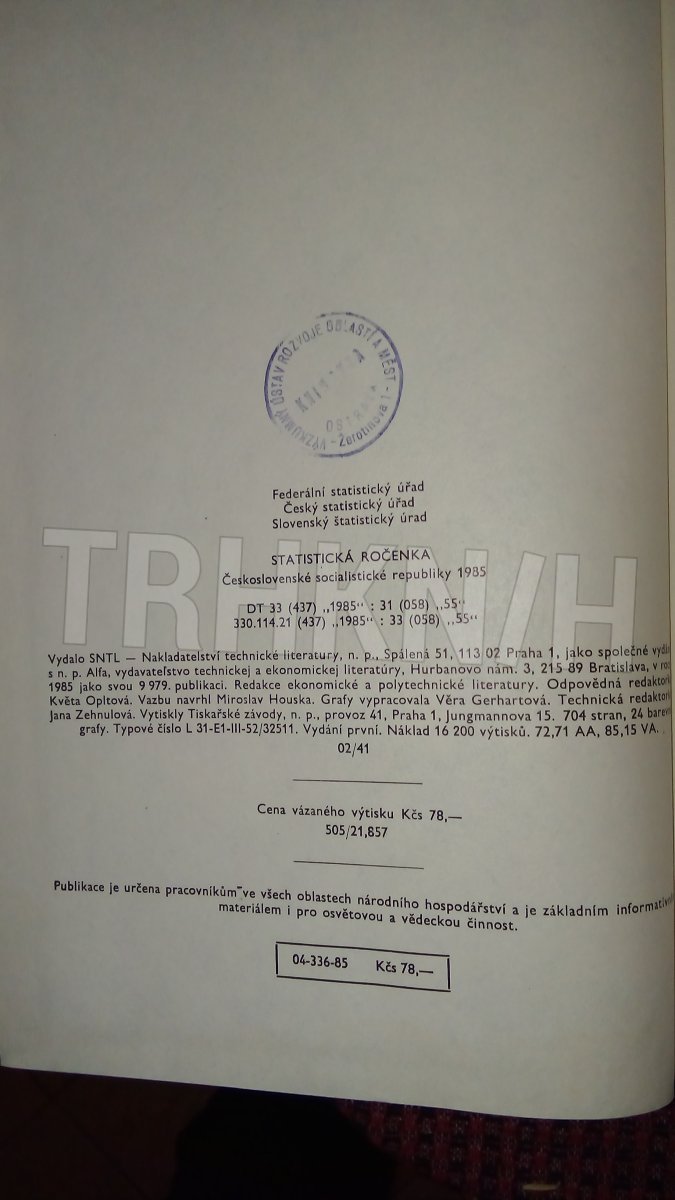 VÝZKUMNÝ ÚSTAV ROZVOJE OBLASTÍ A MĚST
- Žerotínova 1 -
Federální statistický úřad
Český statistický úřad
Slovenský štatistický úrad
TRHKNIH
STATISTICKÁ ROČENKA
Československé socialistické republiky 1985
DT 33 (437) „1985“ : 31 (058) „55“
330.114.21 (437) „1985“ : 33 (058) „55“
Vydalo SNTL — Nakladatelství technické literatury, n. p., Spálená 51, 113 02 Praha 1, jako společné
s n. p. Alfa, vydavateľstvo technickej a ekonomickej literatúry, Hurbanovo nám. 3, 215 89 Bratislava, v
1985 jako svou 9 979. publikaci. Redakce ekonomické a polytechnické literatury. Odpovědná
Květa Opltová. Vazbu navrhl Miroslav Houska. Grafy vypracovala Věra Gerhartová. Technická
Jana Zehnulová. Vytiskly Tiskařské závody, n. p., provoz 41, Praha 1, Jungmannova 15. 704 stran, 24
grafy. Typové číslo L 31-E1-III-52/32511. Vydání první. Náklad 16 200 výtisků. 72,71 AA, 85,15 VA.
02/41
Cena vázaného výtisku Kčs 78,—
505/21,857
Publikace je určena pracovníkům ve všech oblastech národního hospodářství a je základním
materiálem i pro osvětovou a vědeckou činnost.
04-336-85 Kčs 78,—